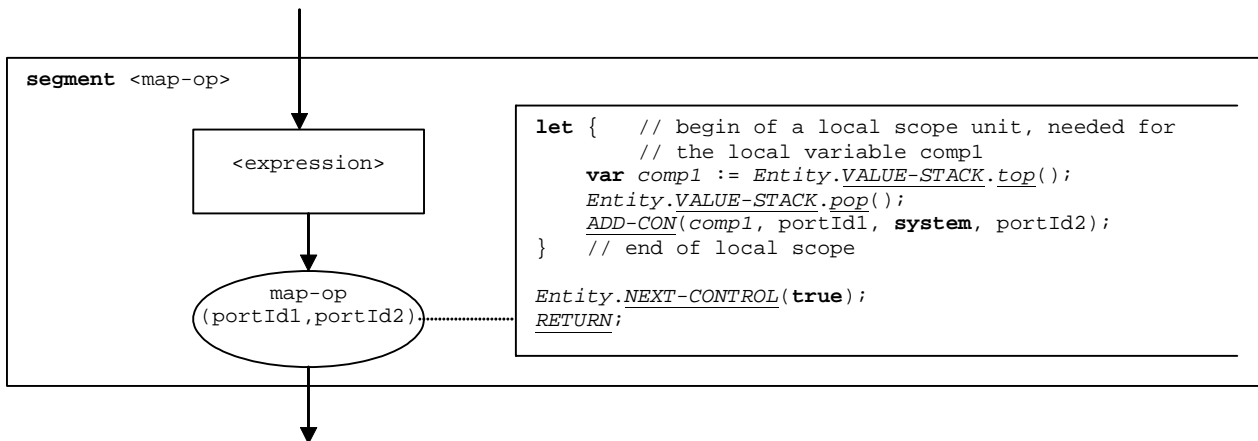 segment <map-op>
<expression>
map-op
(portId1,portId2)
let {   // begin of a local scope unit, needed for
// the local variable comp1
var comp1 := Entity.VALUE-STACK.top();
Entity.VALUE-STACK.pop();
ADD-CON(comp1, portId1, system, portId2);
}   // end of local scope
Entity.NEXT-CONTROL(true);
RETURN;